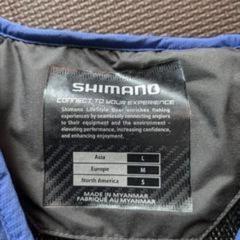 SHIMANO
CONNECT TO YOUR EXPERIENCE
Shimano LifeStyle Gear enriches fishing
experiences by seamlessly connecting anglers
to their equipment and the environment -
elevating performance, increasing confidence,
and enhancing enjoyment.
Asia L
Europe M
North America S
MADE IN MYANMAR
FABRIQUÉ AU MYANMAR